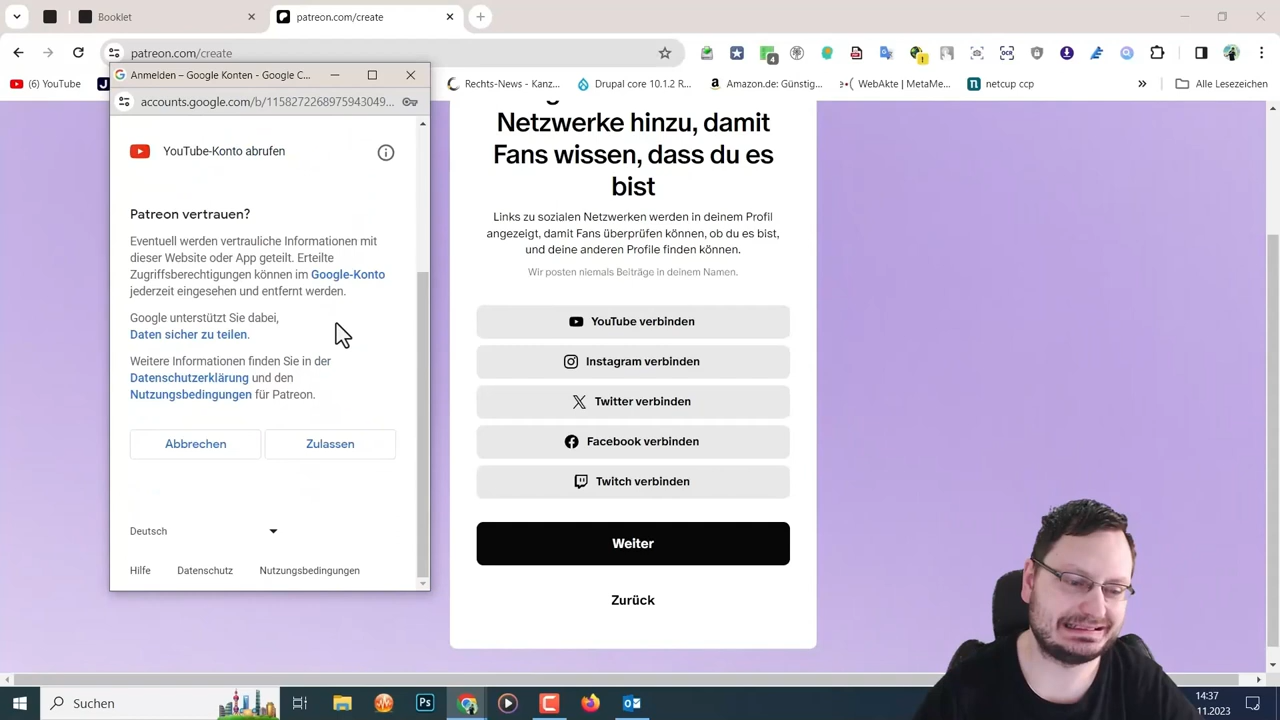 Booklet
patreon.com/create
patreon.com/create
4
1
(6) YouTube
Rechts-News - Kanz...
Drupal core 10.1.2 R...
Amazon.de: Günstig...
WebAkte | MetaMe...
netcup ccp
Alle Lesezeichen
Anmelden – Google Konten - Google C...
accounts.google.com/b/1158272268975943049...
YouTube-Konto abrufen
Patreon vertrauen?
Eventuell werden vertrauliche Informationen mit
dieser Website oder App geteilt. Erteilte
Zugriffsberechtigungen können im Google-Konto
jederzeit eingesehen und entfernt werden.
Google unterstützt Sie dabei,
Daten sicher zu teilen.
Weitere Informationen finden Sie in der
Datenschutzerklärung und den
Nutzungsbedingungen für Patreon.
Abbrechen
Zulassen
Deutsch
Hilfe
Datenschutz
Nutzungsbedingungen
Netzwerke hinzu, damit
Fans wissen, dass du es
bist
Links zu sozialen Netzwerken werden in deinem Profil
angezeigt, damit Fans überprüfen können, ob du es bist,
und deine anderen Profile finden können.
Wir posten niemals Beiträge in deinem Namen.
YouTube verbinden
Instagram verbinden
Twitter verbinden
Facebook verbinden
Twitch verbinden
Weiter
Zurück
Suchen
Ps
14:37
.11.2023